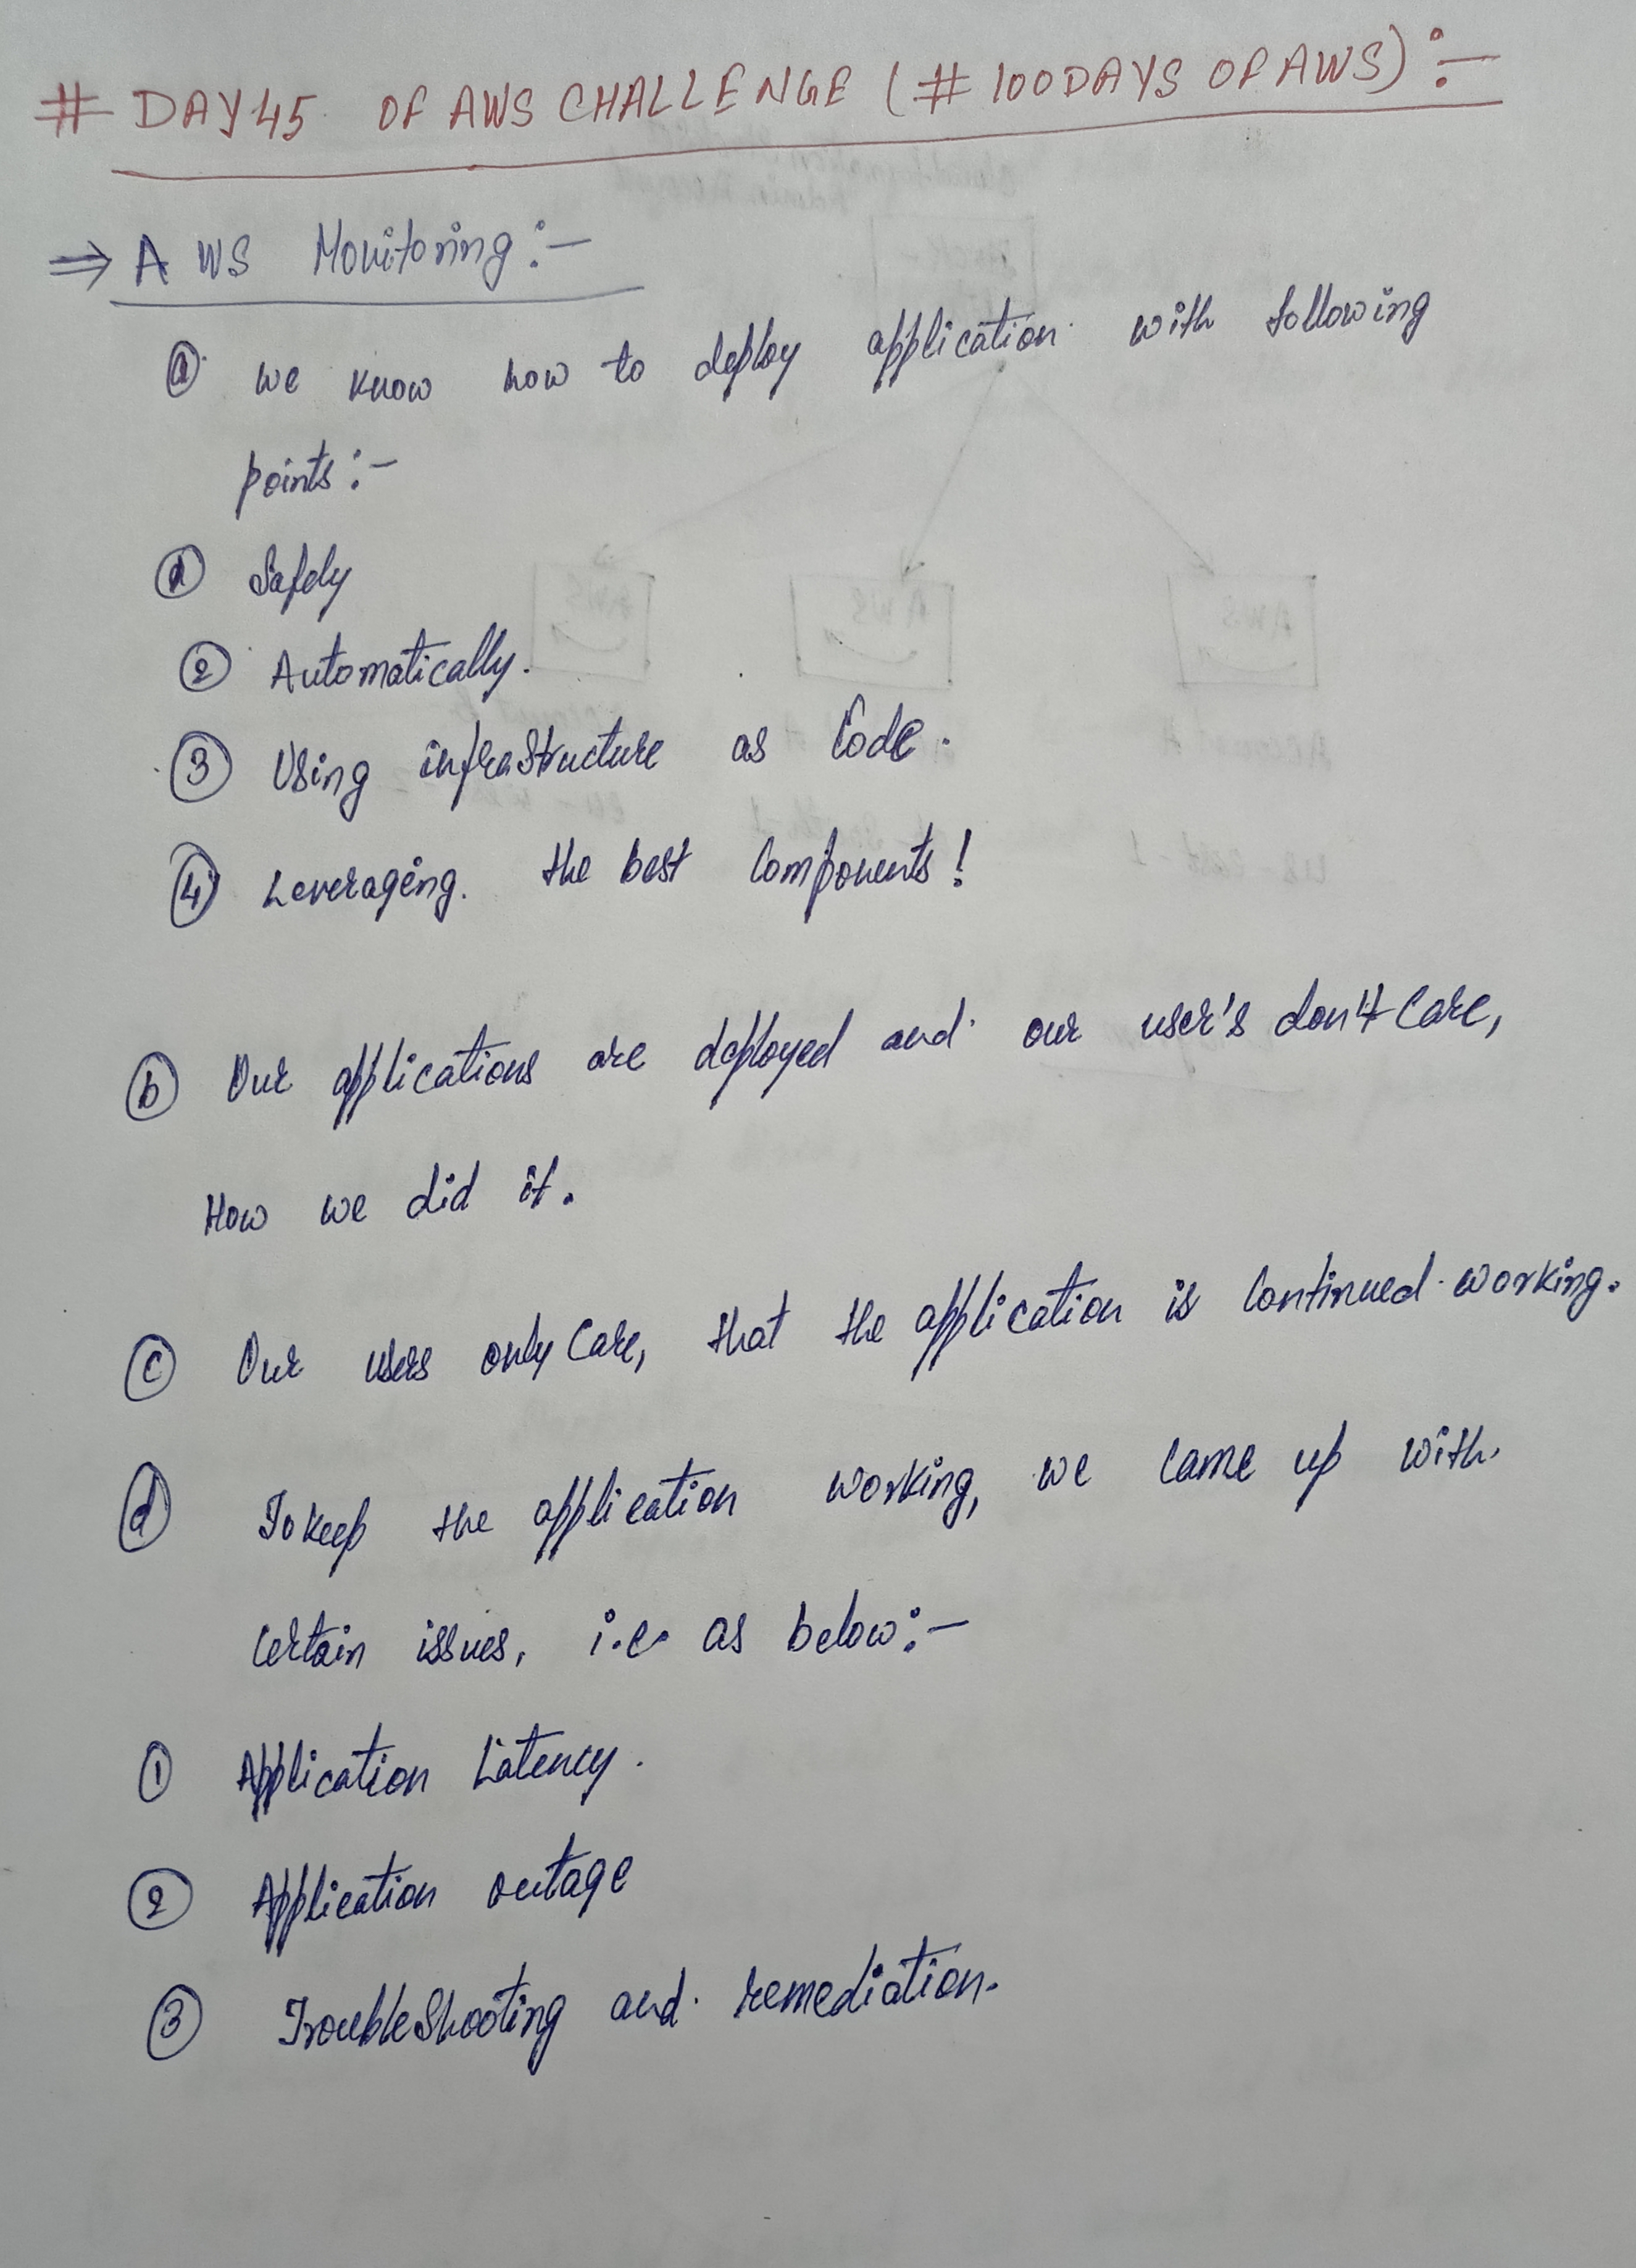 # DAY 45 OF AWS CHALLENGE (# 100DAYS OF AWS) :-
⇒ AWS Monitoring :-
ⓐ we know how to deploy application with following
points :-
① Safely
② Automatically.
③ Using infrastructure as Code.
④ Leveraging. the best Components!
ⓑ Our applications are deployed and our user's don't Care,
How we did it.
ⓒ Our users only Care, that the application is Continued working.
ⓓ To keep the application working, we Came up with
Certain issues, i.e. as below :-
① Application Latency.
② Application outage
③ TroubleShooting and remediation.